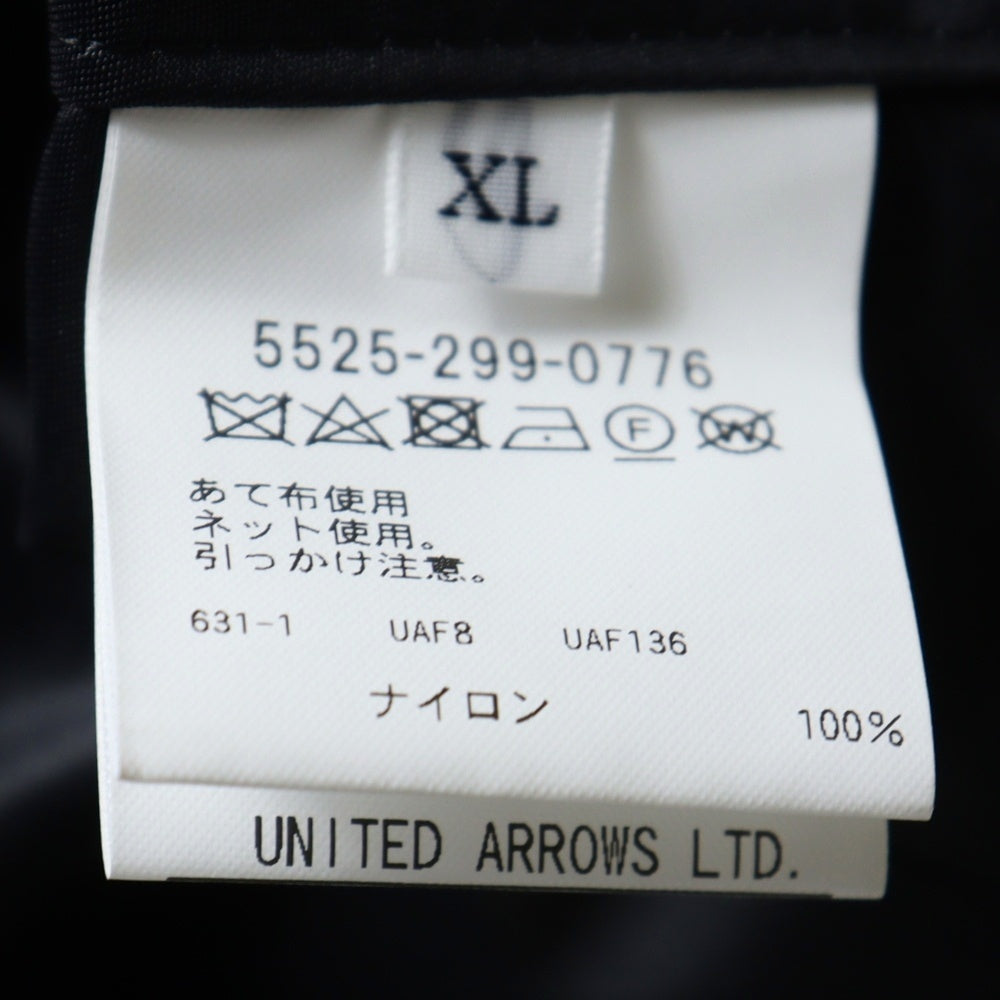 XL
5525-299-0776
F W
あて布使用
ネット使用。
引っかけ注意。
631-1 UAF8 UAF136
ナイロン 100%
UNITED ARROWS LTD.